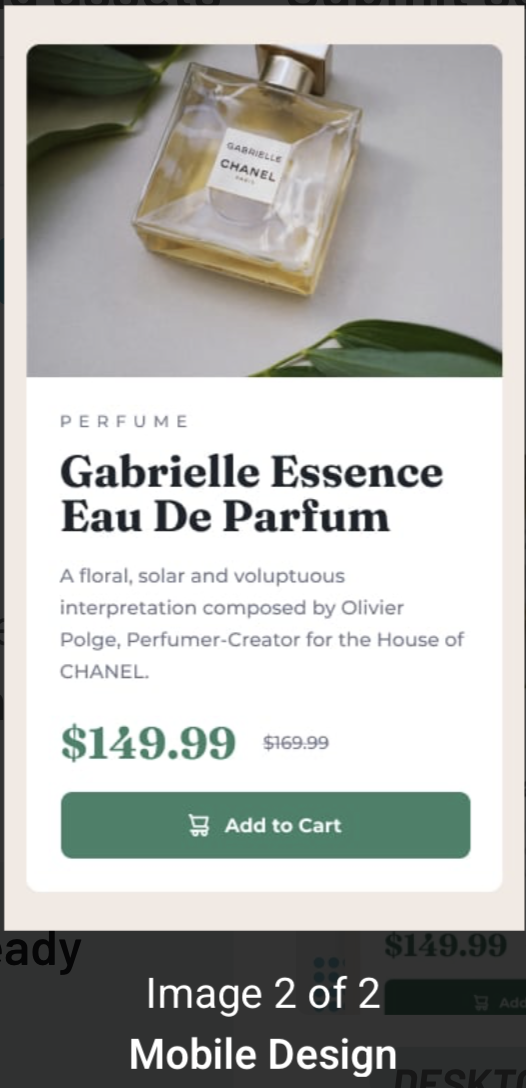 GABRIELLE
CHANEL
PARIS
PERFUME
Gabrielle Essence
Eau De Parfum
A floral, solar and voluptuous
interpretation composed by Olivier
Polge, Perfumer-Creator for the House of
CHANEL.
$149.99 $169.99
Add to Cart
eady
$149.99
Add
Image 2 of 2
Mobile Design
DESKT